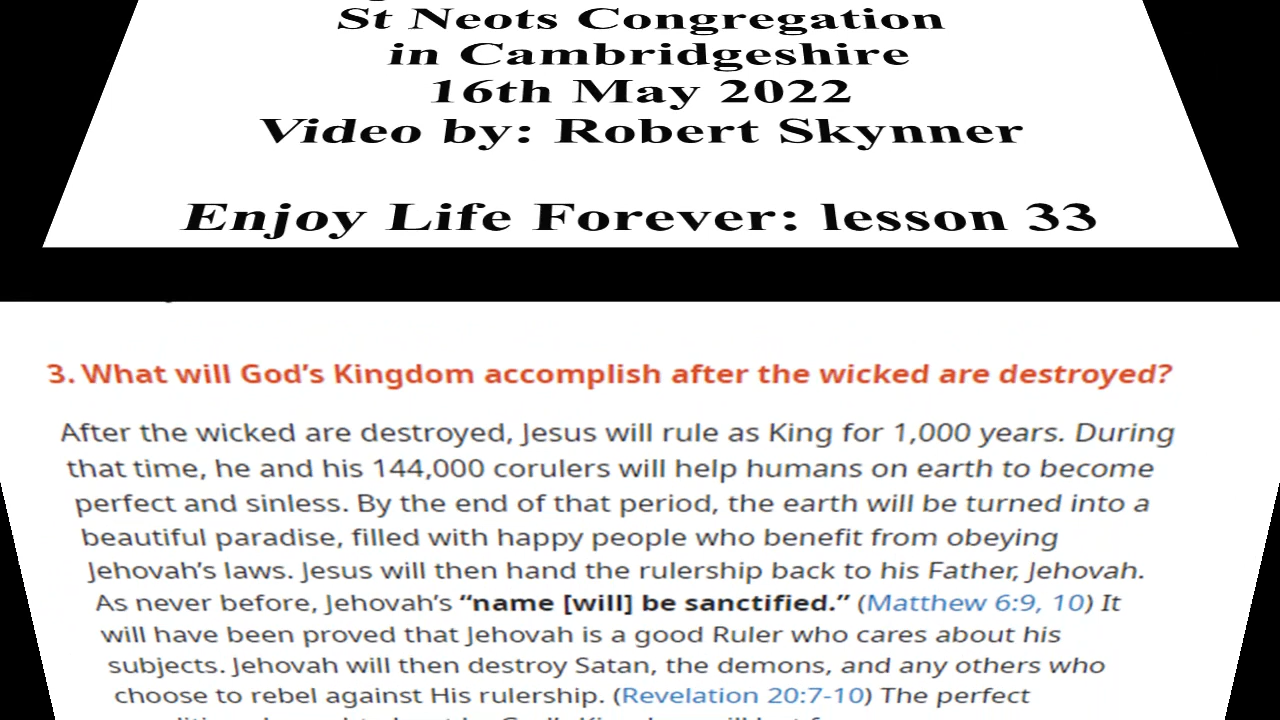 St Neots Congregation
in Cambridgeshire
16th May 2022
Video by: Robert Skynner
Enjoy Life Forever: lesson 33
3. What will God's Kingdom accomplish after the wicked are destroyed?
After the wicked are destroyed, Jesus will rule as King for 1,000 years. During
that time, he and his 144,000 corulers will help humans on earth to become
perfect and sinless. By the end of that period, the earth will be turned into a
beautiful paradise, filled with happy people who benefit from obeying
Jehovah's laws. Jesus will then hand the rulership back to his Father, Jehovah.
As never before, Jehovah's “name [will] be sanctified.” (Matthew 6:9, 10) It
will have been proved that Jehovah is a good Ruler who cares about his
subjects. Jehovah will then destroy Satan, the demons, and any others who
choose to rebel against His rulership. (Revelation 20:7-10) The perfect